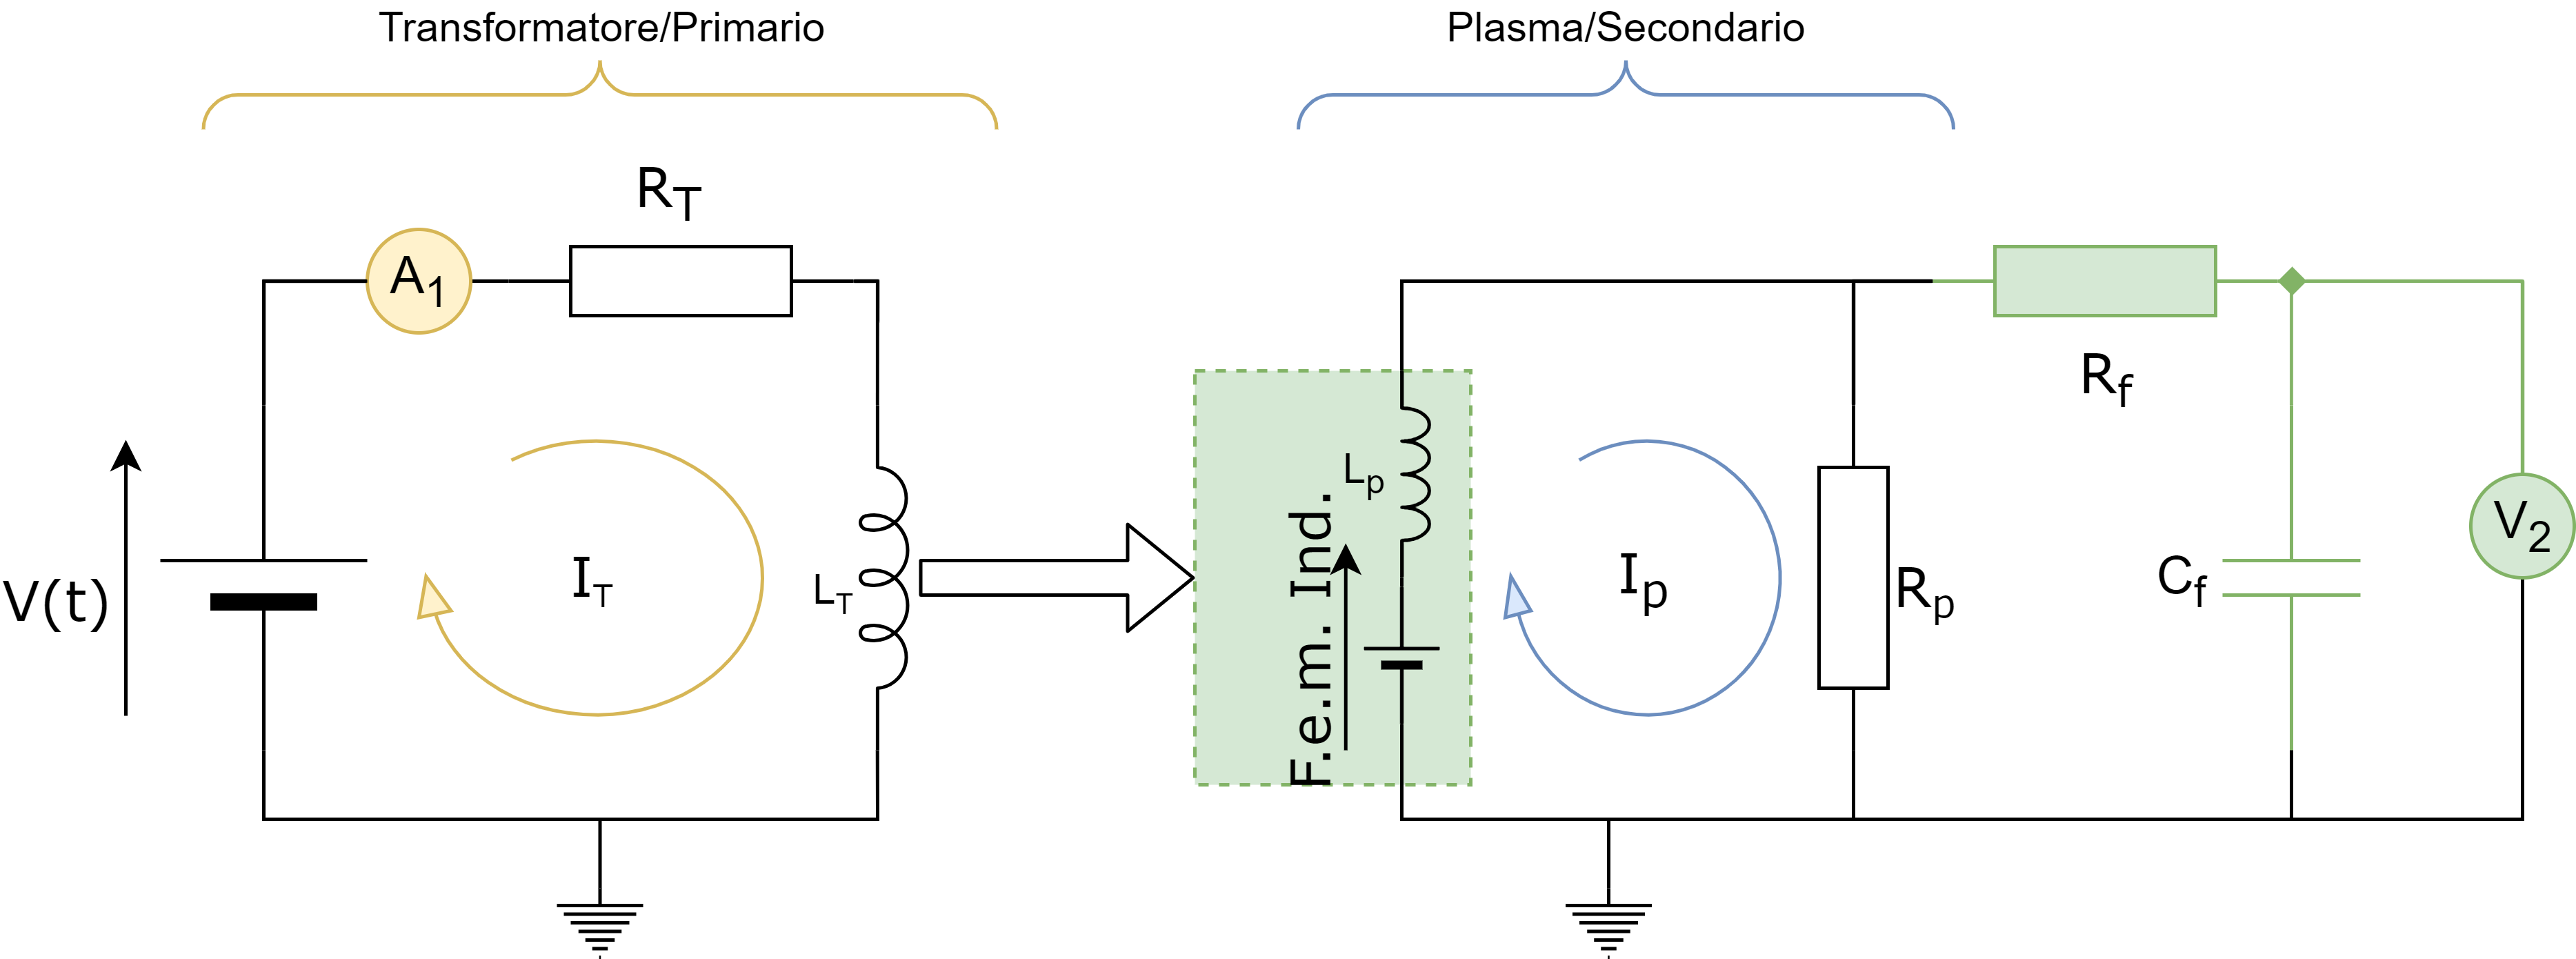 Transformatore/Primario
Plasma/Secondario
R_T
A_1
V(t)
I_T
L_T
F.e.m. Ind.
L_p
I_p
R_p
R_f
C_f
V_2